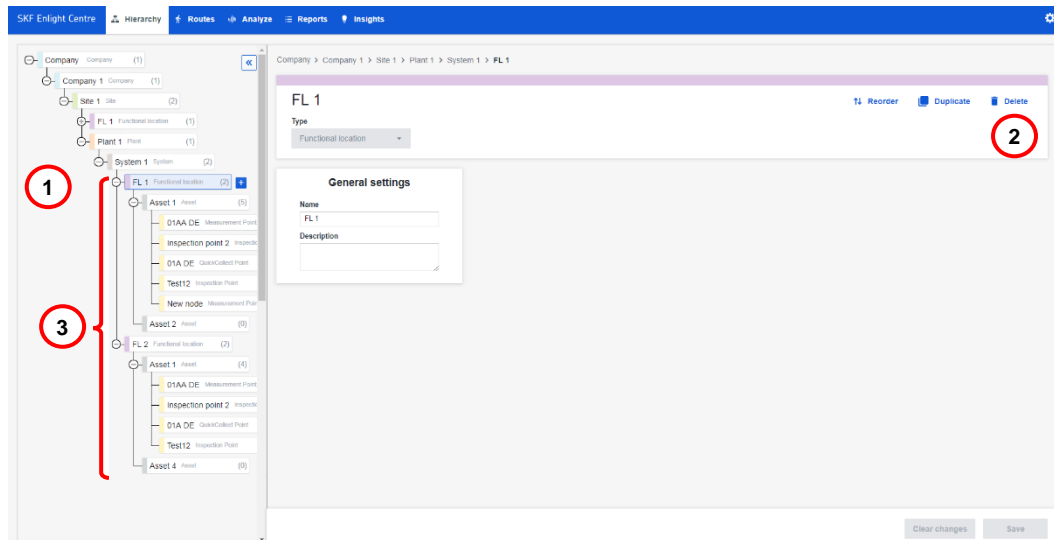 SKF Enlight Centre Hierarchy Routes Analyze Reports Insights
Company Company (1)
Company 1 Company (1)
Site 1 Site (2)
FL 1 Functional location (1)
Plant 1 Plant (1)
System 1 System (2)
1
FL 1 Functional location (2) +
Asset 1 Asset (5)
01AA DE Measurement Point
Inspection point 2 Inspectio
01A DE QuickCollect Point
Test12 Inspection Point
New node Measurement Poin
3
Asset 2 Asset (0)
FL 2 Functional location (2)
Asset 1 Asset (4)
01AA DE Measurement Point
Inspection point 2 Inspectio
01A DE QuickCollect Point
Test12 Inspection Point
Asset 4 Asset (0)
Company > Company 1 > Site 1 > Plant 1 > System 1 > FL 1
FL 1
Reorder Duplicate Delete
Type
Functional location
2
General settings
Name
FL 1
Description
Clear changes Save